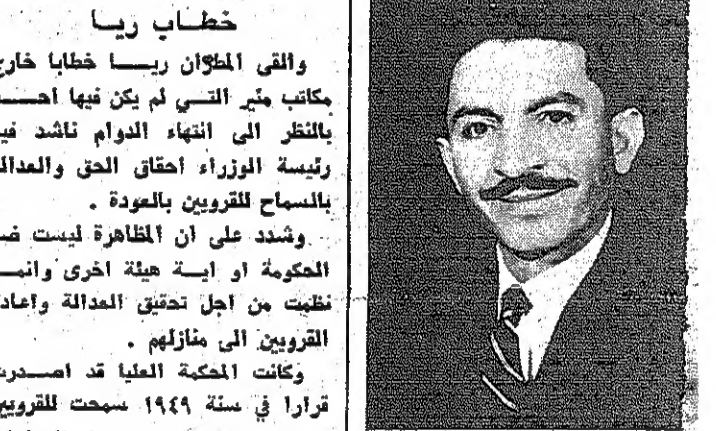 خطاب ريا
والقى المطران ريا خطابا خارج
مكاتب مئير التي لم يكن فيها احد
بالنظر الى انتهاء الدوام ناشد فيه
رئيسة الوزراء احقاق الحق والعدالة
بالسماح للقرويين بالعودة .
وشدد على ان المظاهرة ليست ضد
الحكومة او اية هيئة اخرى وانما
نظمت من اجل تحقيق العدالة واعادة
القرويين الى منازلهم .
وكانت المحكمة العليا قد اصدرت
قرارا في سنة ١٩٤٩ سمحت للقرويين